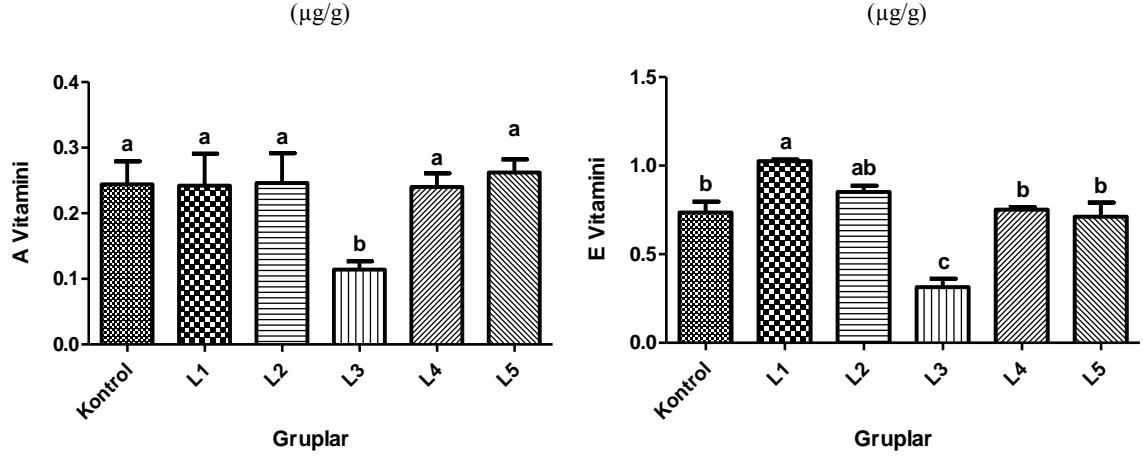 (µg/g)
(µg/g)
A Vitamini
0.4
0.3
0.2
0.1
0.0
a
a
a
b
a
a
Kontrol
L1
L2
L3
L4
L5
Gruplar
E Vitamini
1.5
1.0
0.5
0.0
b
a
ab
c
b
b
Kontrol
L1
L2
L3
L4
L5
Gruplar